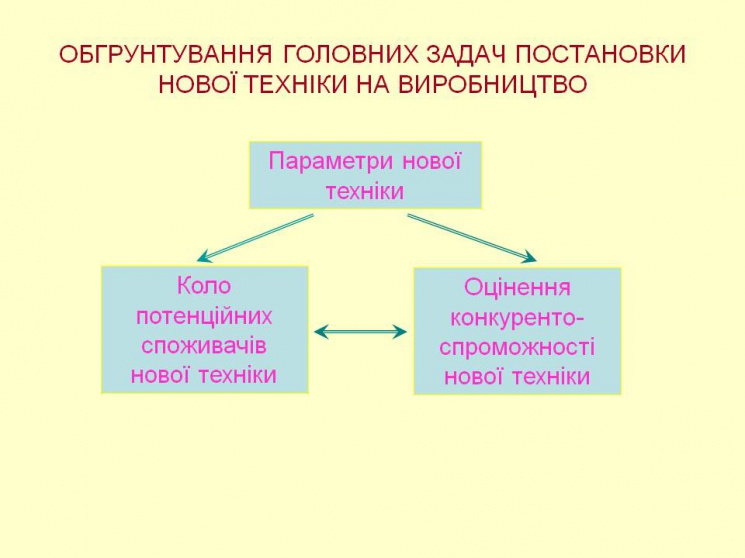 ОБГРУНТУВАННЯ ГОЛОВНИХ ЗАДАЧ ПОСТАНОВКИ
НОВОЇ ТЕХНІКИ НА ВИРОБНИЦТВО
Параметри нової
техніки
Коло
потенційних
споживачів
нової техніки
Оцінення
конкуренто-
спроможності
нової техніки